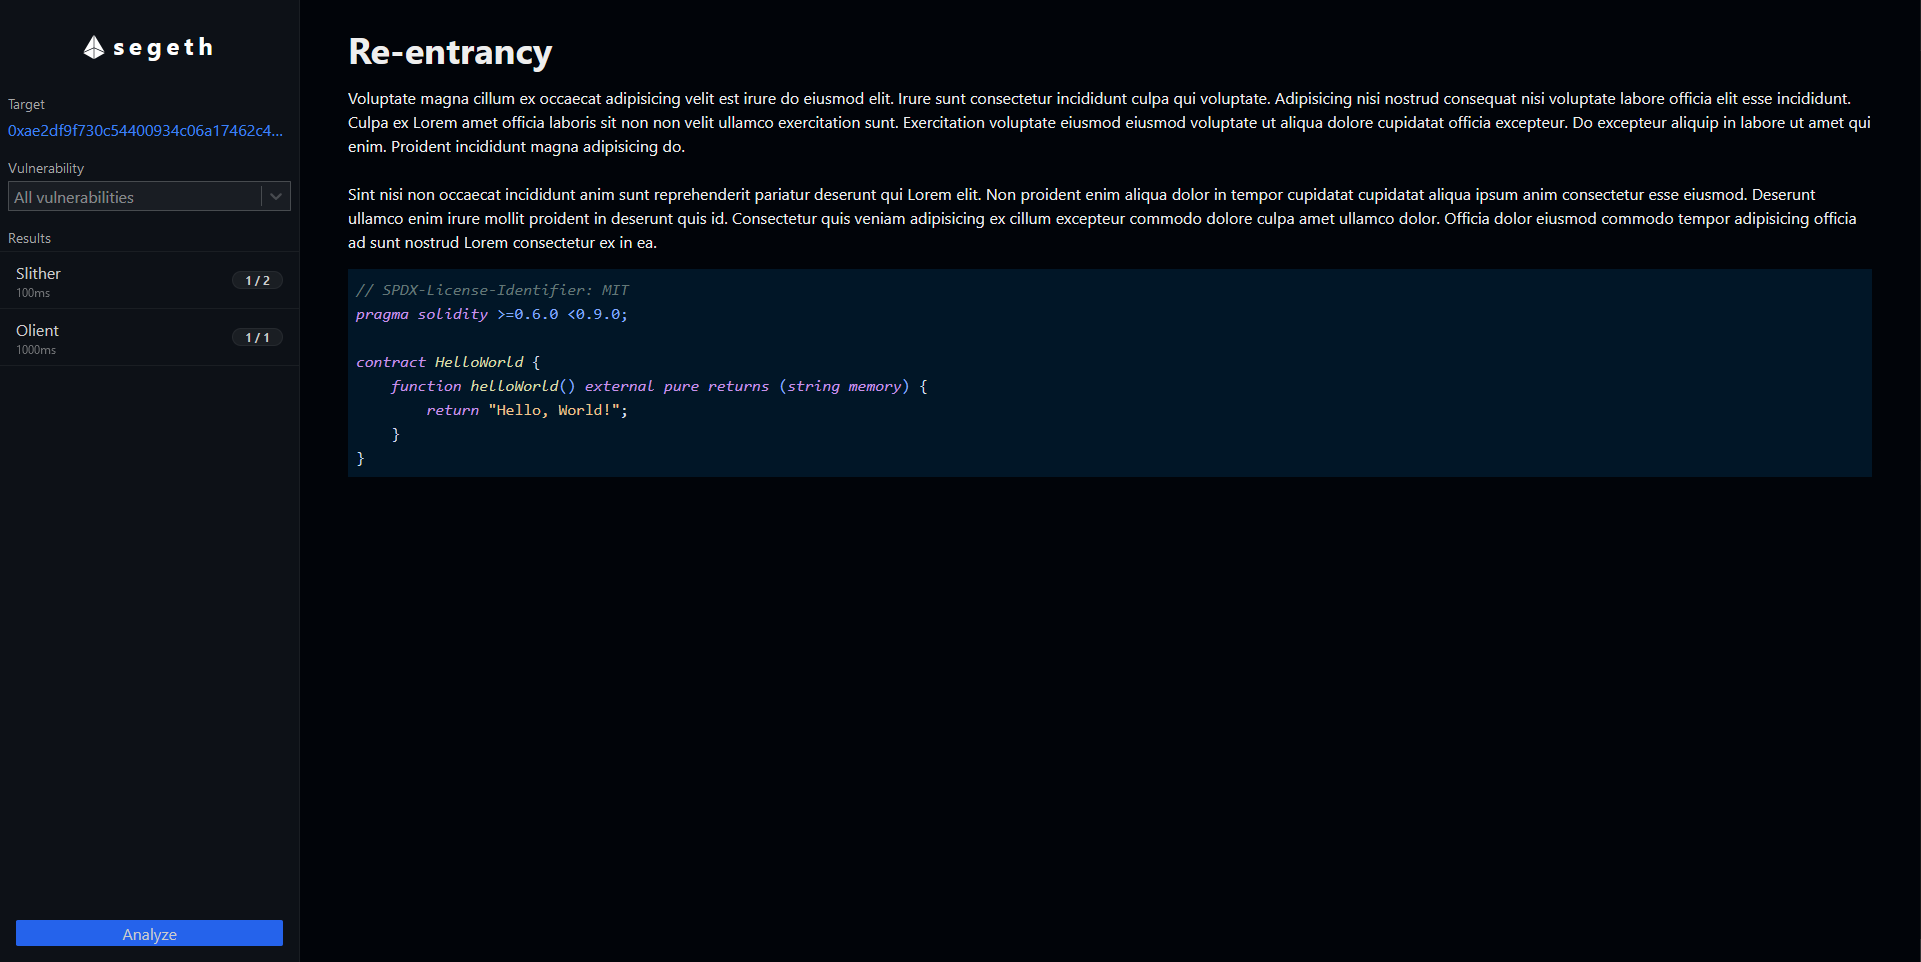 segeth
Target
0xae2df9f730c54400934c06a17462c4...
Vulnerability
All vulnerabilities
Results
Slither
100ms
1 / 2
Olient
1000ms
1 / 1
Analyze
Re-entrancy
Voluptate magna cillum ex occaecat adipisicing velit est irure do eiusmod elit. Irure sunt consectetur incididunt culpa qui voluptate. Adipisicing nisi nostrud consequat nisi voluptate labore officia elit esse incididunt.
Culpa ex Lorem amet officia laboris sit non non velit ullamco exercitation sunt. Exercitation voluptate eiusmod eiusmod voluptate ut aliqua dolore cupidatat officia excepteur. Do excepteur aliquip in labore ut amet qui
enim. Proident incididunt magna adipisicing do.
Sint nisi non occaecat incididunt anim sunt reprehenderit pariatur deserunt qui Lorem elit. Non proident enim aliqua dolor in tempor cupidatat cupidatat aliqua ipsum anim consectetur esse eiusmod. Deserunt
ullamco enim irure mollit proident in deserunt quis id. Consectetur quis veniam adipisicing ex cillum excepteur commodo dolore culpa amet ullamco dolor. Officia dolor eiusmod commodo tempor adipisicing officia
ad sunt nostrud Lorem consectetur ex in ea.
// SPDX-License-Identifier: MIT
pragma solidity >=0.6.0 <0.9.0;
contract HelloWorld {
    function helloWorld() external pure returns (string memory) {
        return "Hello, World!";
    }
}